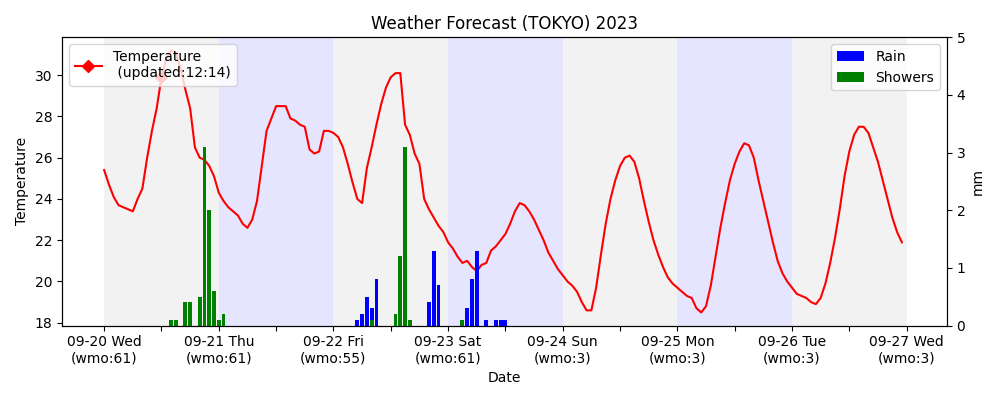 Weather Forecast (TOKYO) 2023
Temperature
(updated:12:14)
Rain
Showers
Temperature
30
28
26
24
22
20
18
5
4
3
2
1
0
mm
09-20 Wed
(wmo:61)
09-21 Thu
(wmo:61)
09-22 Fri
(wmo:55)
09-23 Sat
(wmo:61)
09-24 Sun
(wmo:3)
09-25 Mon
(wmo:3)
09-26 Tue
(wmo:3)
09-27 Wed
(wmo:3)
Date